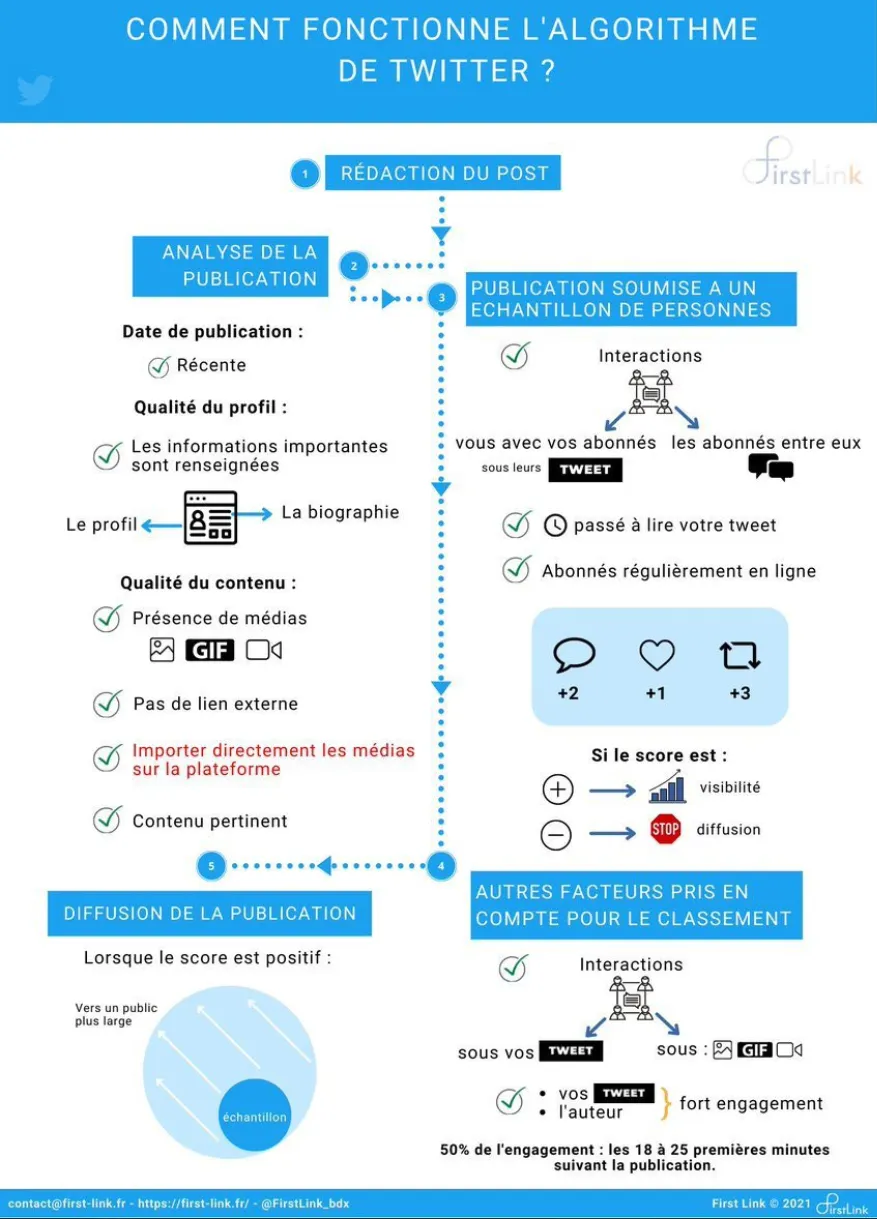 COMMENT FONCTIONNE L'ALGORITHME
DE TWITTER ?
FirstLink
1
RÉDACTION DU POST
ANALYSE DE LA
PUBLICATION
2
3
PUBLICATION SOUMISE A UN
ECHANTILLON DE PERSONNES
Date de publication :
Récente
Qualité du profil :
Les informations importantes
sont renseignées
Le profil
La biographie
Qualité du contenu :
Présence de médias
GIF
Pas de lien externe
Importer directement les médias
sur la plateforme
Contenu pertinent
Interactions
vous avec vos abonnés
les abonnés entre eux
sous leurs TWEET
passé à lire votre tweet
Abonnés régulièrement en ligne
+2
+1
+3
Si le score est :
visibilité
STOP
diffusion
4
AUTRES FACTEURS PRIS EN
COMPTE POUR LE CLASSEMENT
Interactions
sous vos TWEET
sous : GIF
• vos TWEET
• l'auteur
fort engagement
50% de l'engagement : les 18 à 25 premières minutes
suivant la publication.
5
DIFFUSION DE LA PUBLICATION
Lorsque le score est positif :
Vers un public
plus large
échantillon
contact@first-link.fr - https://first-link.fr/ - @FirstLink_bdx
First Link © 2021
FirstLink